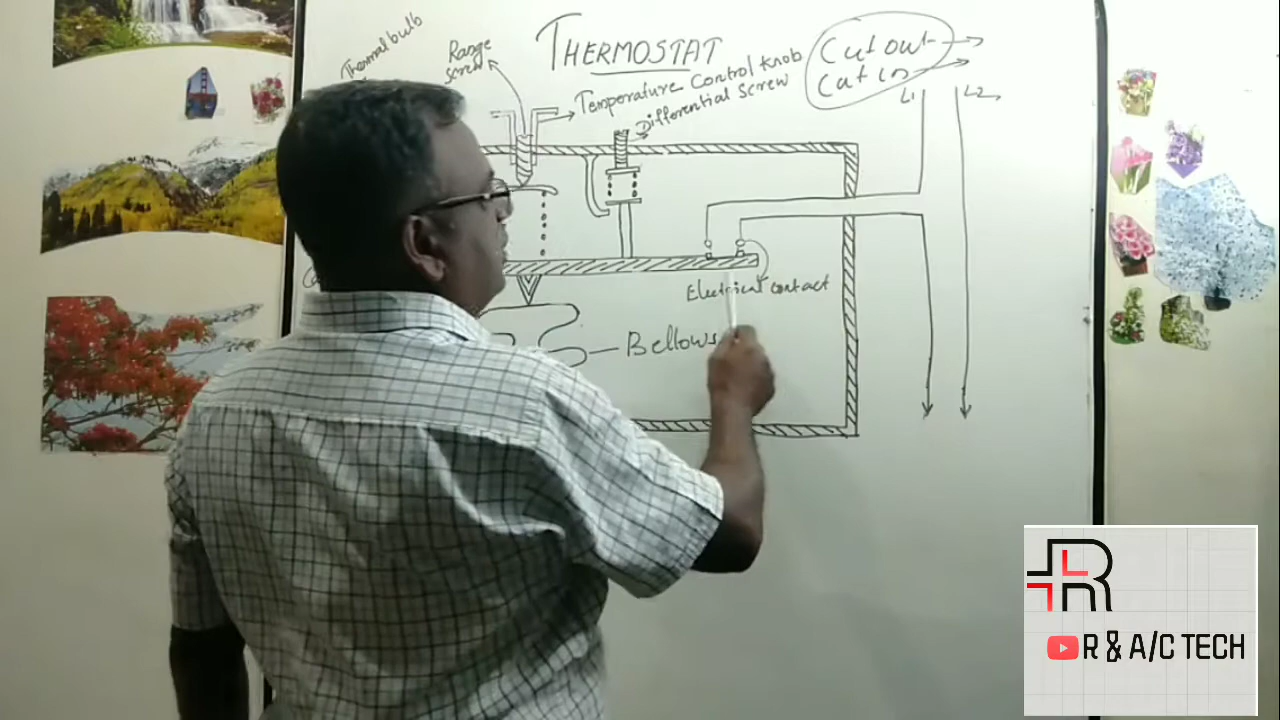 THERMOSTAT
Cut out
Cut in
Thermal bulb
Range
screw
Temperature Control Knob
Differential screw
L1
L2
Electrical contact
Bellows
R & A/C TECH